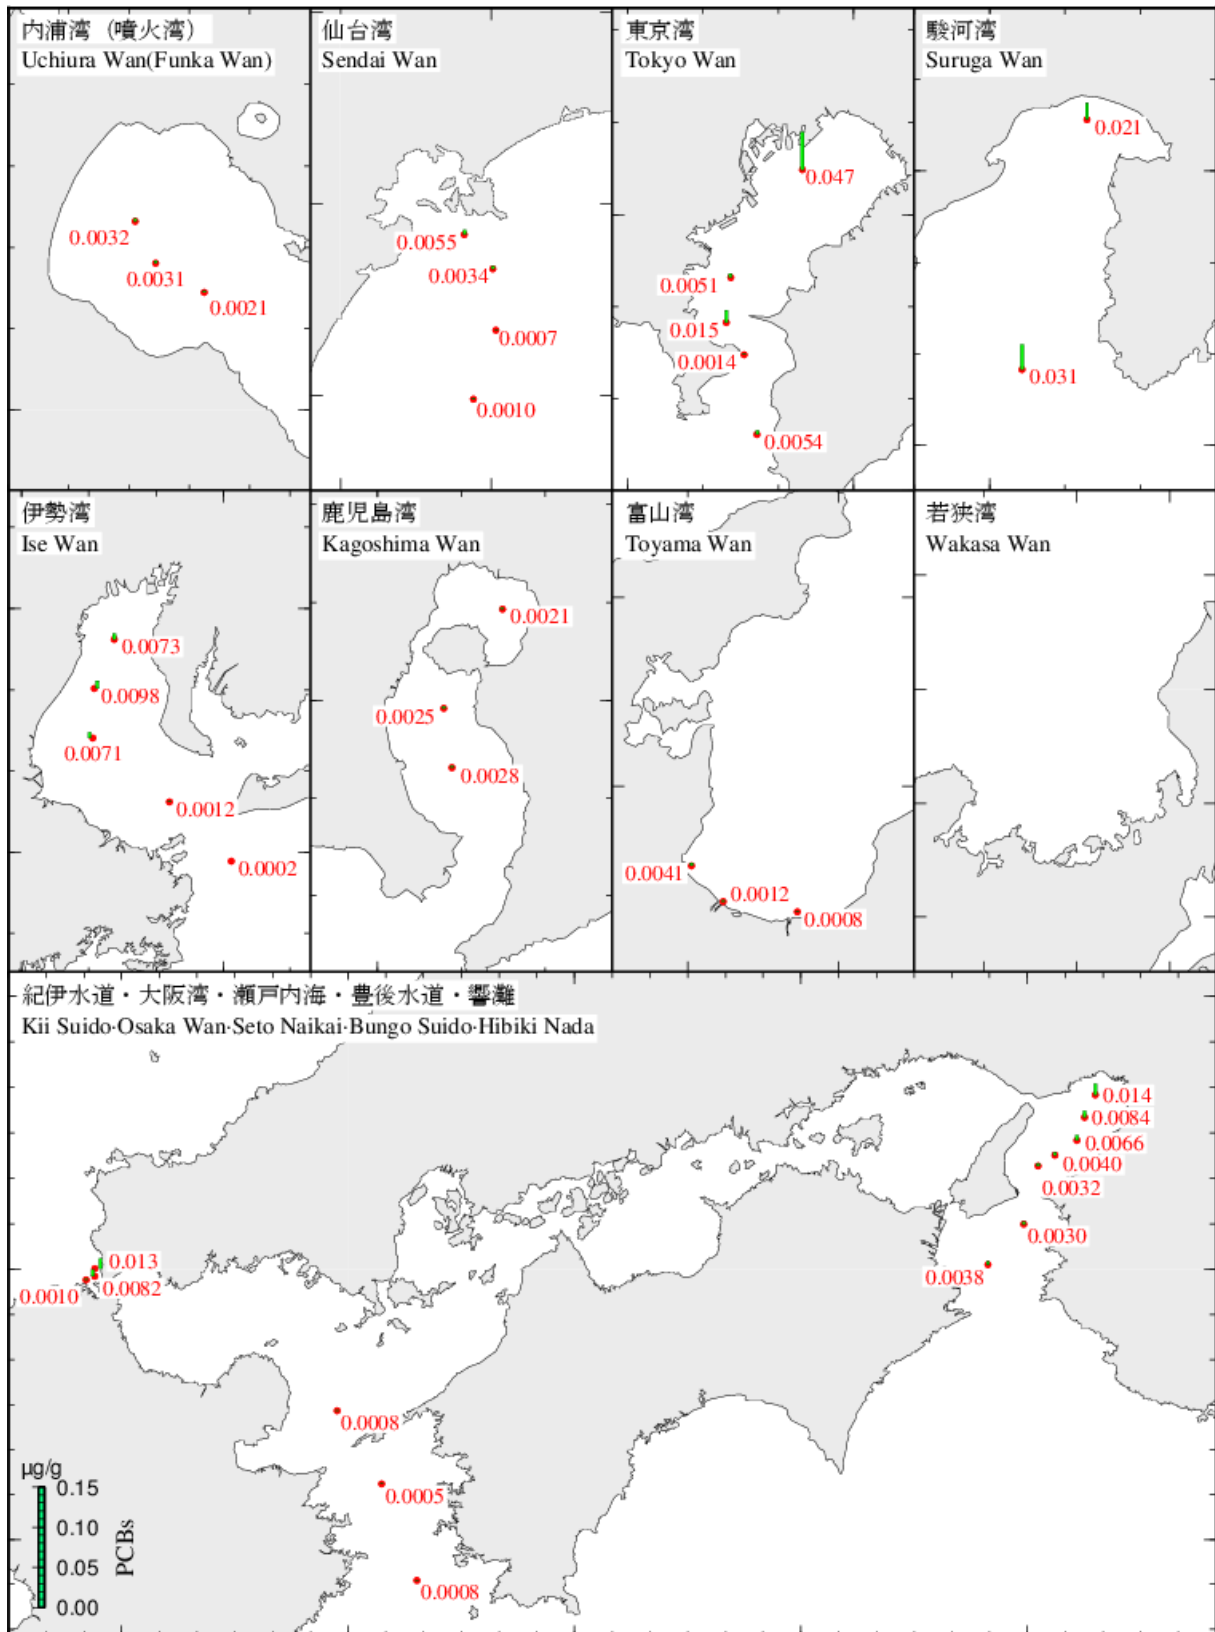 内浦湾（噴火湾）
Uchiura Wan(Funka Wan)
0.0032
0.0031
0.0021
仙台湾
Sendai Wan
0.0055
0.0034
0.0007
0.0010
東京湾
Tokyo Wan
0.047
0.0051
0.015
0.0014
0.0054
駿河湾
Suruga Wan
0.021
0.031
伊勢湾
Ise Wan
0.0073
0.0098
0.0071
0.0012
0.0002
鹿児島湾
Kagoshima Wan
0.0021
0.0025
0.0028
富山湾
Toyama Wan
0.0041
0.0012
0.0008
若狭湾
Wakasa Wan
紀伊水道・大阪湾・瀬戸内海・豊後水道・響灘
Kii Suido·Osaka Wan·Seto Naikai·Bungo Suido·Hibiki Nada
0.014
0.0084
0.0066
0.0040
0.0032
0.0030
0.0038
0.013
0.0082
0.0010
0.0008
0.0005
0.0008
μg/g
0.15
0.10
0.05
0.00
PCBs